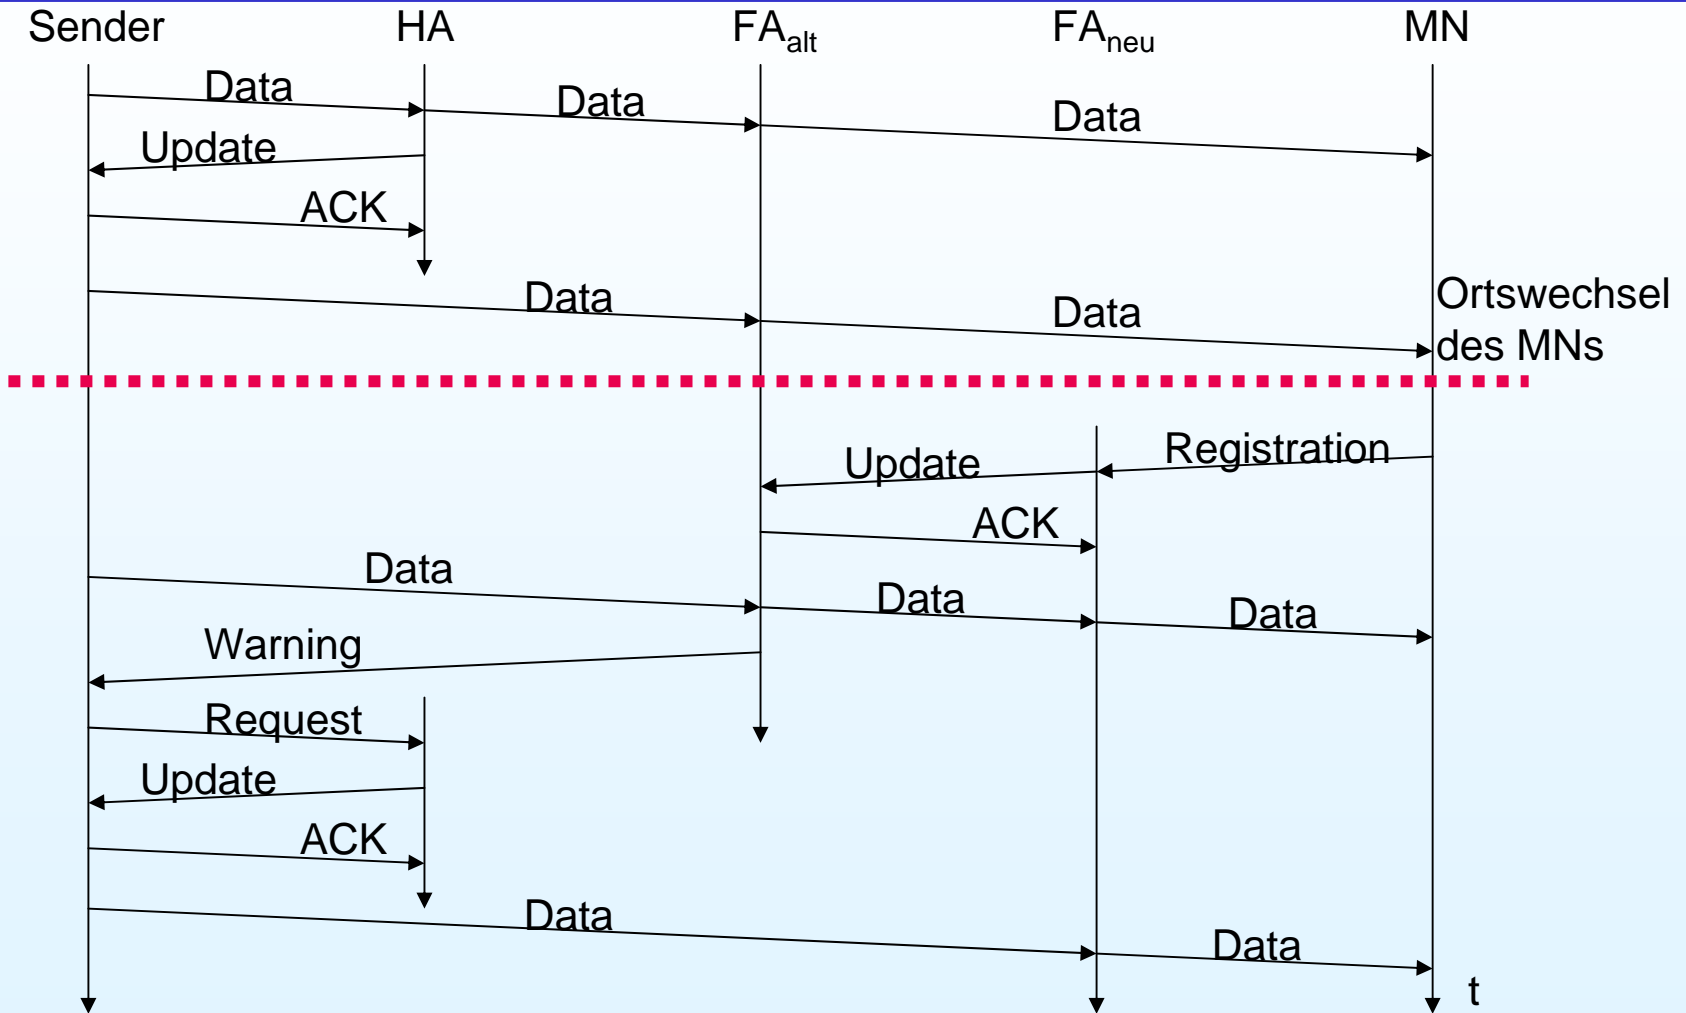 Sender HA FAalt FAneu MN
Data
Data
Data
Update
ACK
Data
Data
Ortswechsel
des MNs
Registration
Update
ACK
Data
Data
Data
Warning
Request
Update
ACK
Data
Data
t